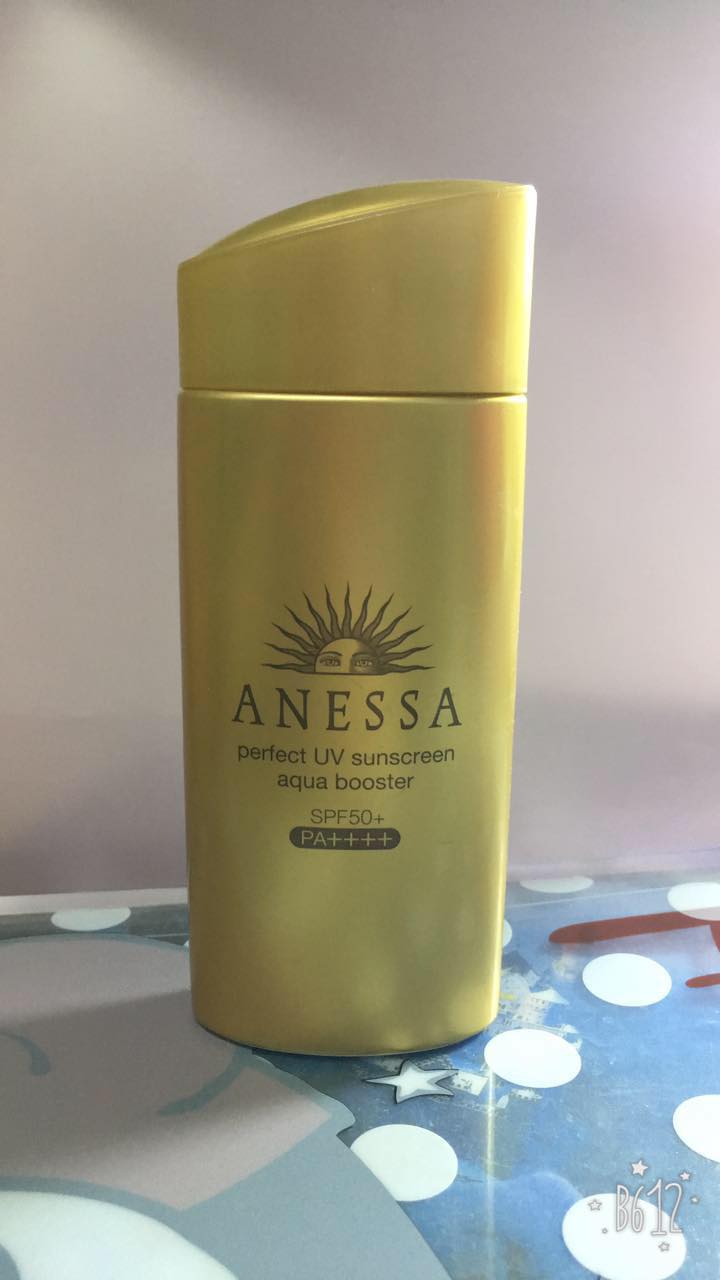 ANESSA
perfect UV sunscreen
aqua booster
SPF50+
PA++++
B612